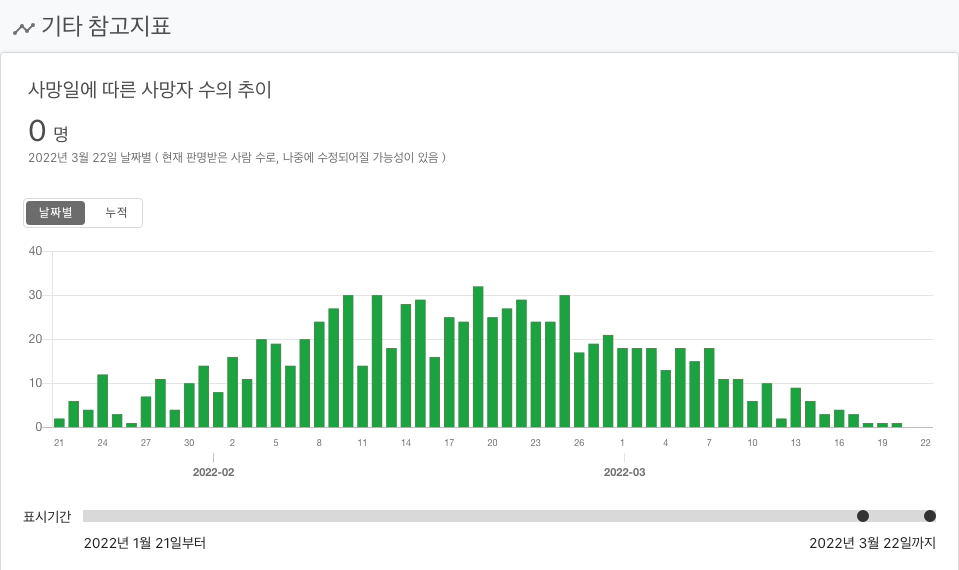 기타 참고지표
사망일에 따른 사망자 수의 추이
0 명
2022년 3월 22일 날짜별 ( 현재 판명받은 사람 수로, 나중에 수정되어질 가능성이 있음 )
날짜별 누적
40
30
20
10
0
21 24 27 30 2 5 8 11 14 17 20 23 26 1 4 7 10 13 16 19 22
2022-02 2022-03
표시기간
2022년 1월 21일부터 2022년 3월 22일까지